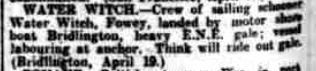 WATER WITCH.—Crew of sailing schooner
Water Witch, Fowey, landed by motor shore
boat Bridlington, heavy E.N.E. gale; vessel
labouring at anchor. Think will ride out gale.
(Bridlington, April 19.)